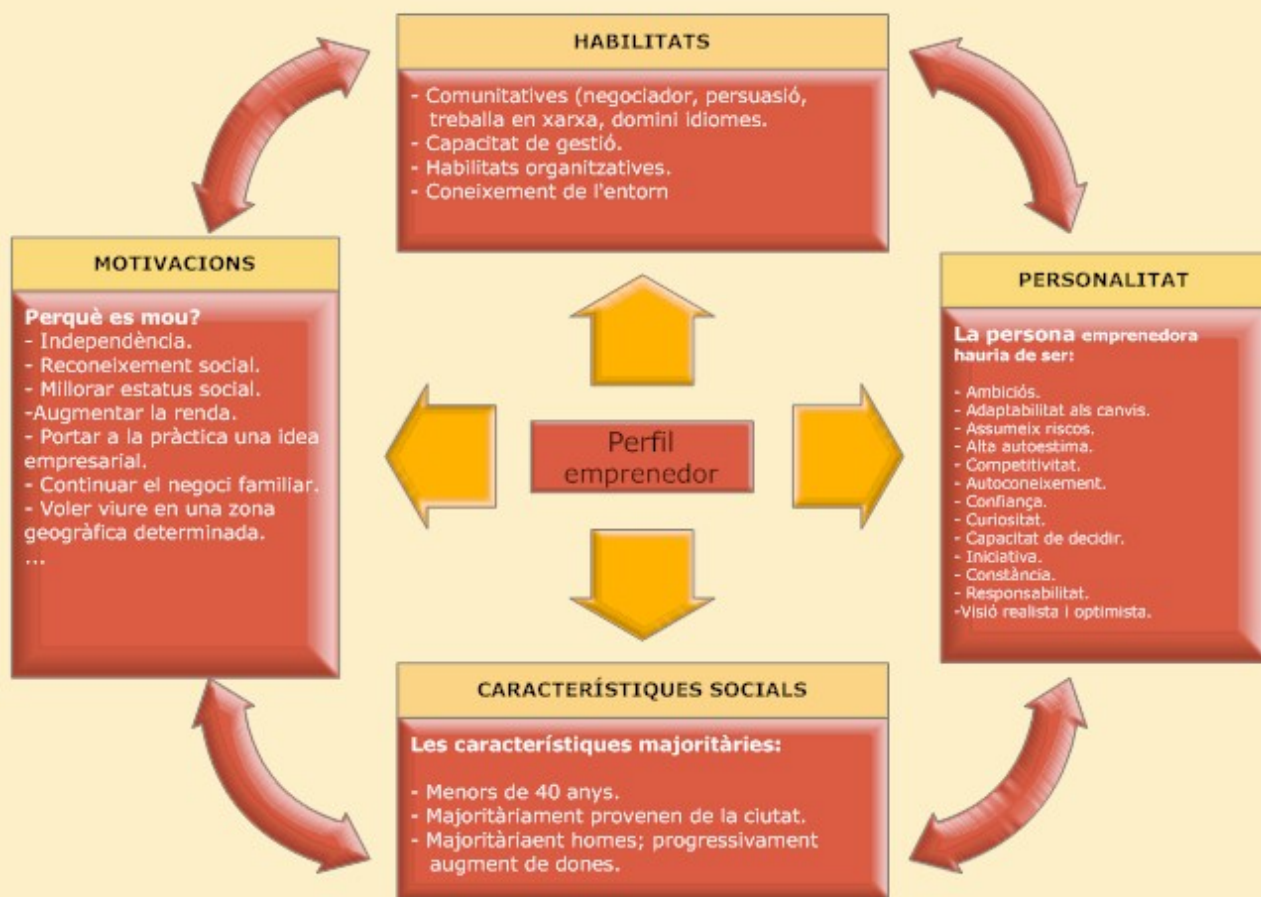 HABILITATS
- Comunitatives (negociador, persuasió,
treballa en xarxa, domini idiomes.
- Capacitat de gestió.
- Habilitats organitzatives.
- Coneixement de l'entorn
MOTIVACIONS
Perquè es mou?
- Independència.
- Reconeixement social.
- Millorar estatus social.
-Augmentar la renda.
- Portar a la pràctica una idea
empresarial.
- Continuar el negoci familiar.
- Voler viure en una zona
geogràfica determinada.
...
Perfil
emprenedor
PERSONALITAT
La persona emprenedora
hauria de ser:
- Ambiciós.
- Adaptabilitat als canvis.
- Assumeix riscos.
- Alta autoestima.
- Competitivitat.
- Autoconeixement.
- Confiança.
- Curiositat.
- Capacitat de decidir.
- Iniciativa.
- Constància.
- Responsabilitat.
-Visió realista i optimista.
CARACTERÍSTIQUES SOCIALS
Les característiques majoritàries:
- Menors de 40 anys.
- Majoritàriament provenen de la ciutat.
- Majoritàriaent homes; progressivament
augment de dones.